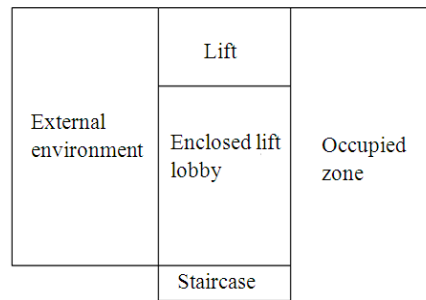 Lift
External
environment
Enclosed lift
lobby
Occupied
zone
Staircase